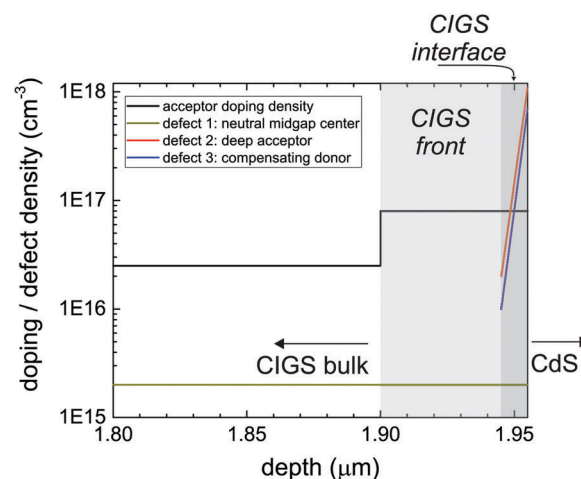 CIGS
interface
1E18
acceptor doping density
defect 1: neutral midgap center
defect 2: deep acceptor
defect 3: compensating donor
CIGS
front
1E17
1E16
CIGS bulk
CdS
1E15
1.80
1.85
1.90
1.95
depth (μm)
doping / defect density (cm⁻³)